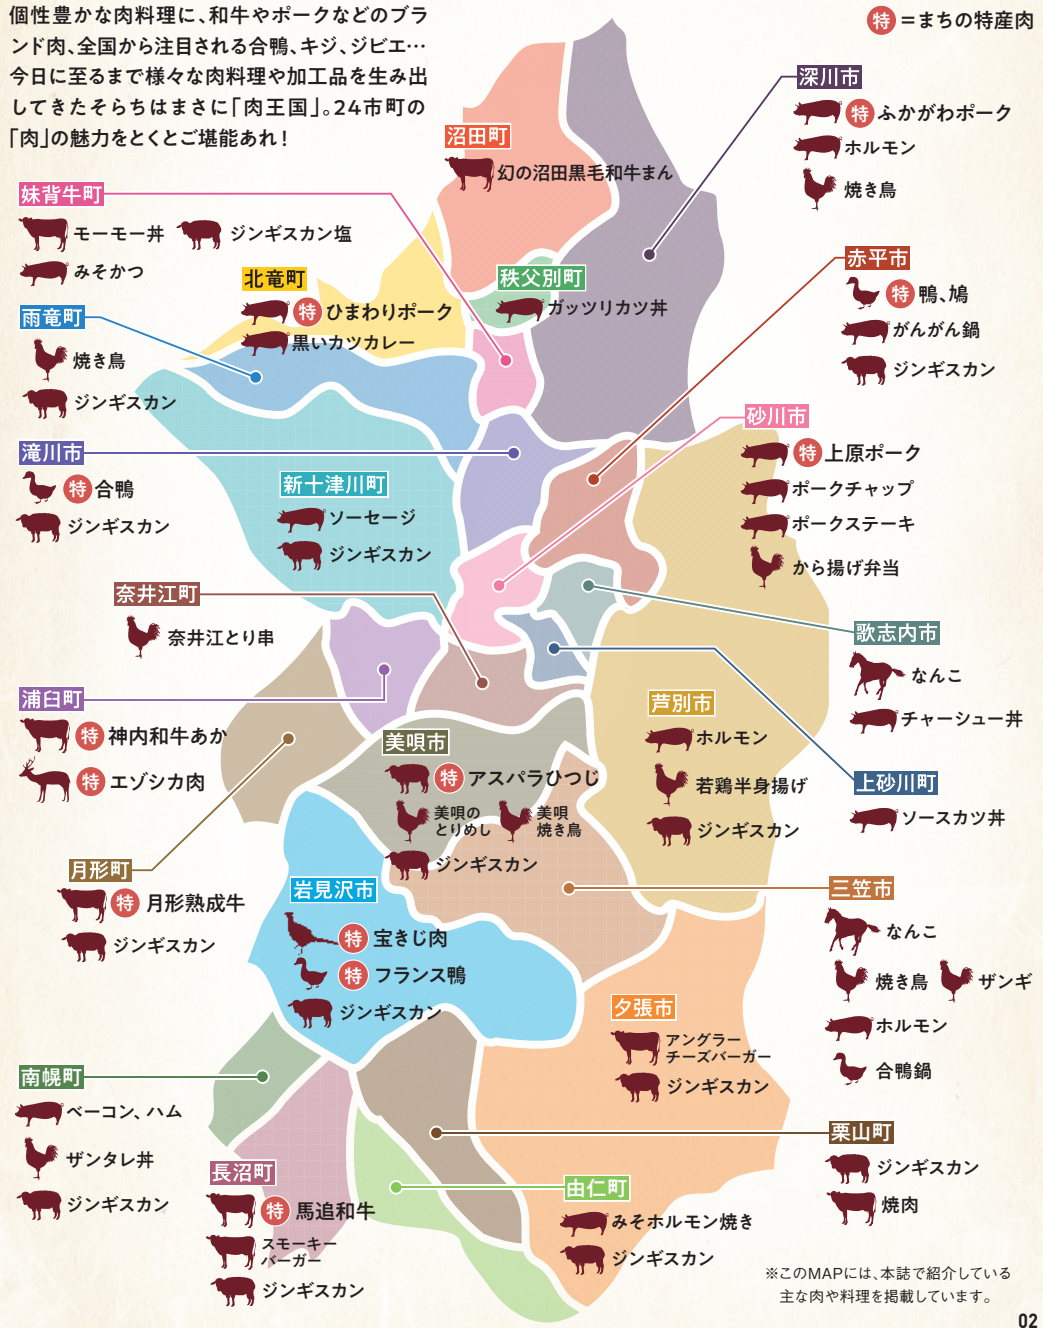 個性豊かな肉料理に、和牛やポークなどのブラ
ンド肉、全国から注目される合鴨、キジ、ジビエ…
今日に至るまで様々な肉料理や加工品を生み出
してきたそらちはまさに「肉王国」。24市町の
「肉」の魅力をとくとご堪能あれ！
特＝まちの特産肉
沼田町
幻の沼田黒毛和牛まん
深川市
特 ふかがわポーク
ホルモン
焼き鳥
妹背牛町
モーモー丼 ジンギスカン塩
みそかつ
北竜町
特 ひまわりポーク
黒いカツカレー
秩父別町
ガッツリカツ丼
赤平市
特 鴨、鳩
がんがん鍋
ジンギスカン
雨竜町
焼き鳥
ジンギスカン
砂川市
特 上原ポーク
ポークチャップ
ポークステーキ
から揚げ弁当
滝川市
特 合鴨
ジンギスカン
新十津川町
ソーセージ
ジンギスカン
奈井江町
奈井江とり串
歌志内市
なんこ
チャーシュー丼
浦臼町
特 神内和牛あか
特 エゾシカ肉
美唄市
特 アスパラひつじ
美唄の
とりめし
美唄
焼き鳥
ジンギスカン
芦別市
ホルモン
若鶏半身揚げ
ジンギスカン
上砂川町
ソースカツ丼
月形町
特 月形熟成牛
ジンギスカン
岩見沢市
特 宝きじ肉
特 フランス鴨
ジンギスカン
三笠市
なんこ
焼き鳥 ザンギ
ホルモン
合鴨鍋
夕張市
アングラー
チーズバーガー
ジンギスカン
南幌町
ベーコン、ハム
ザンタレ丼
ジンギスカン
栗山町
ジンギスカン
焼肉
長沼町
特 馬追和牛
スモーキー
バーガー
ジンギスカン
由仁町
みそホルモン焼き
ジンギスカン
※このMAPには、本誌で紹介している
主な肉や料理を掲載しています。
02